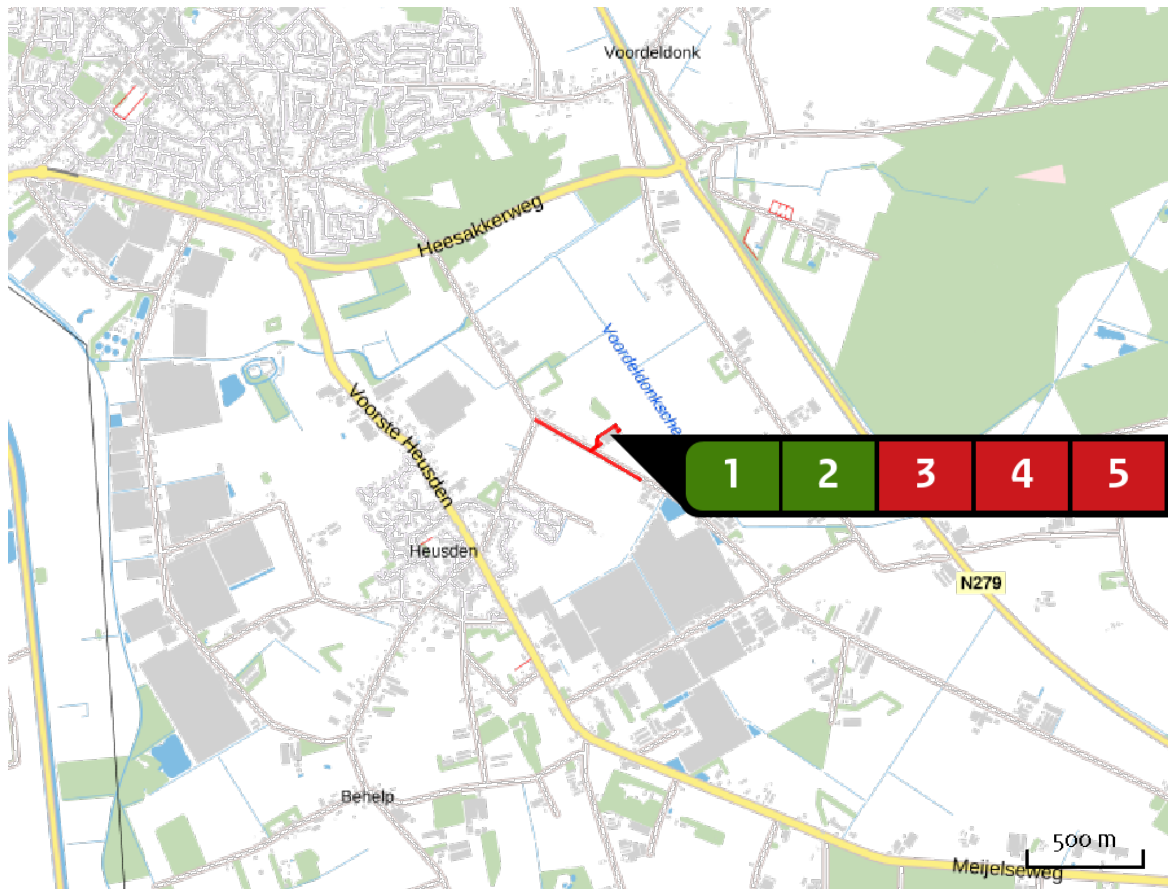 Voordeldonk
Heesakkerweg
Voordeldonksche
Voorste Heusden
1 2 3 4 5
Heusden
N279
Behelp
500 m
Meijelseweg